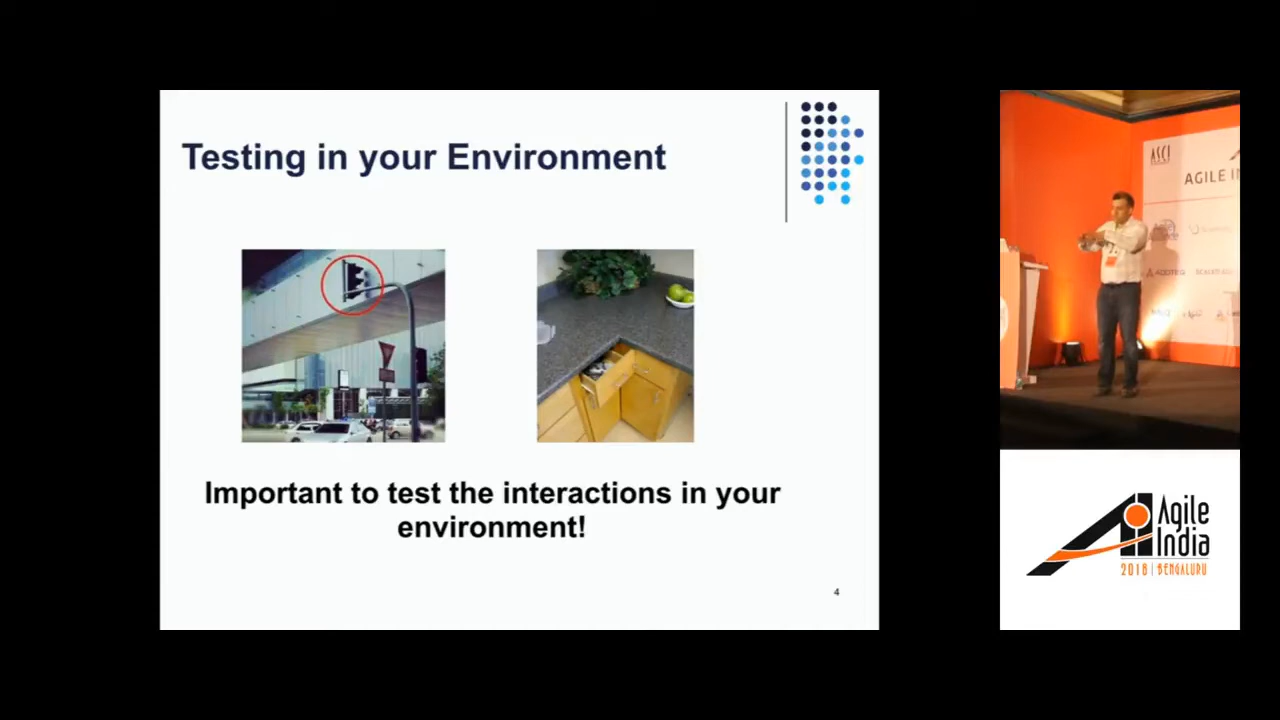 Testing in your Environment
Important to test the interactions in your
environment!
4
ASCI
AGILE IN
Agile
India
2018 | BENGALURU